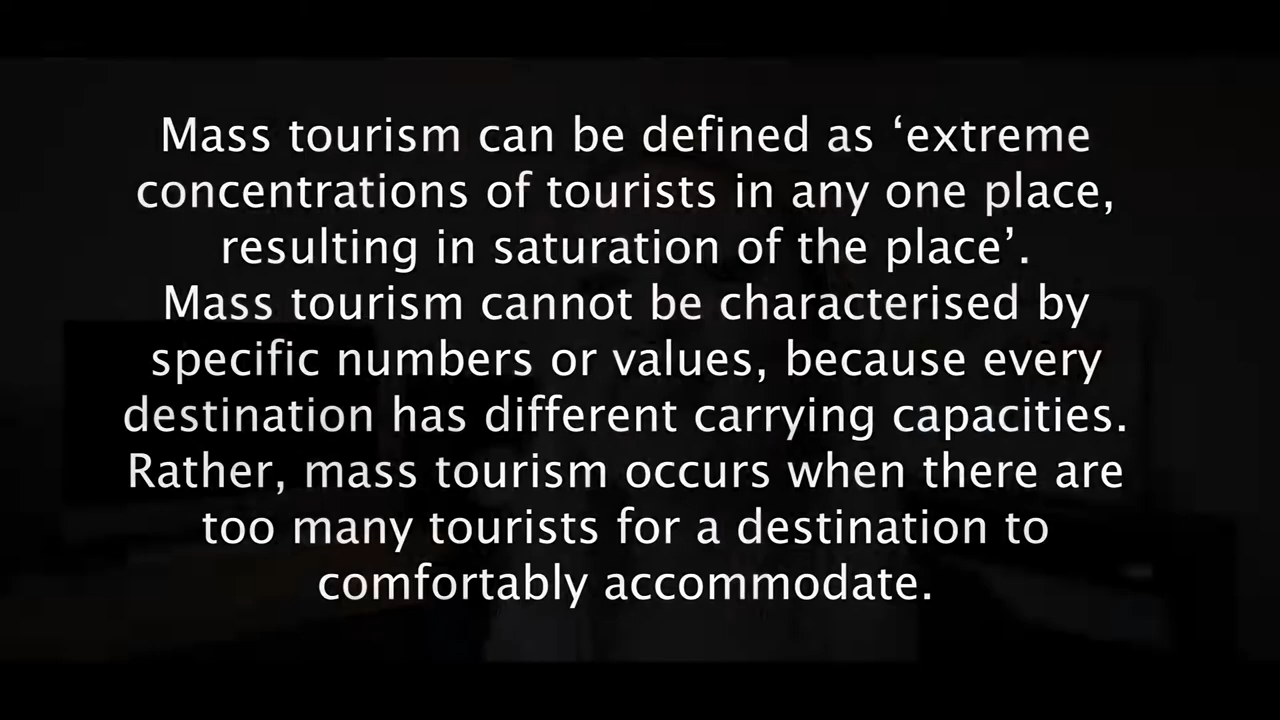 Mass tourism can be defined as ‘extreme
concentrations of tourists in any one place,
resulting in saturation of the place’.
Mass tourism cannot be characterised by
specific numbers or values, because every
destination has different carrying capacities.
Rather, mass tourism occurs when there are
too many tourists for a destination to
comfortably accommodate.